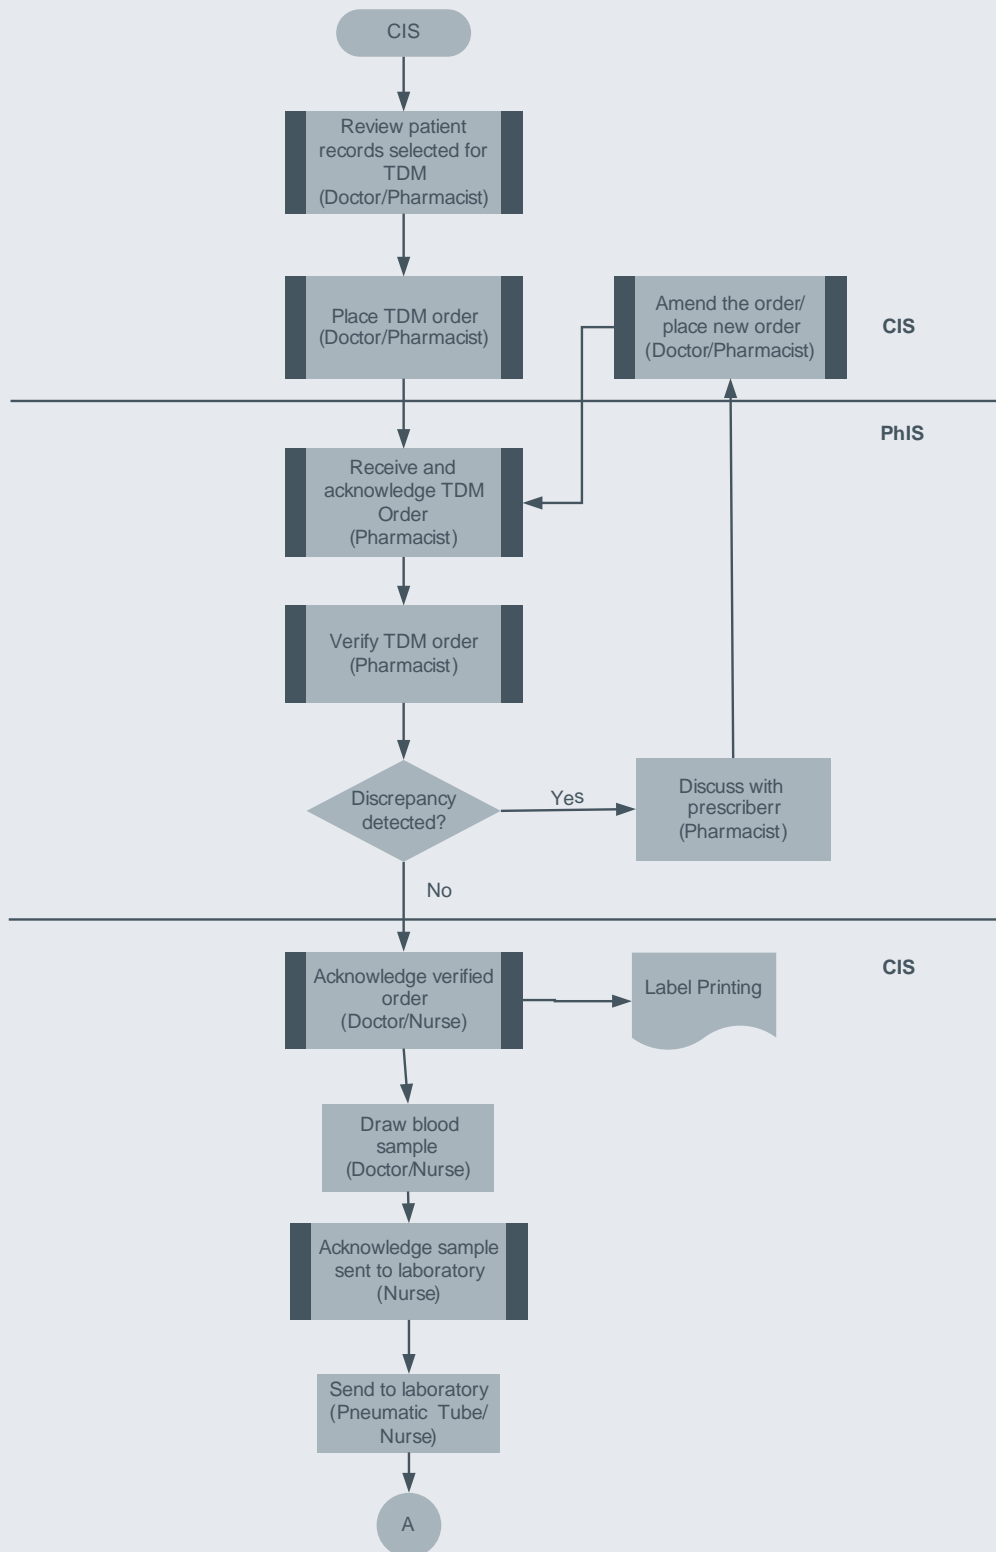 CIS
Review patient
records selected for
TDM
(Doctor/Pharmacist)
Place TDM order
(Doctor/Pharmacist)
Amend the order/
place new order
(Doctor/Pharmacist)
CIS
PhIS
Receive and
acknowledge TDM
Order
(Pharmacist)
Verify TDM order
(Pharmacist)
Discrepancy
detected?
Yes
Discuss with
prescriberr
(Pharmacist)
No
Acknowledge verified
order
(Doctor/Nurse)
Label Printing
CIS
Draw blood
sample
(Doctor/Nurse)
Acknowledge sample
sent to laboratory
(Nurse)
Send to laboratory
(Pneumatic Tube/
Nurse)
A